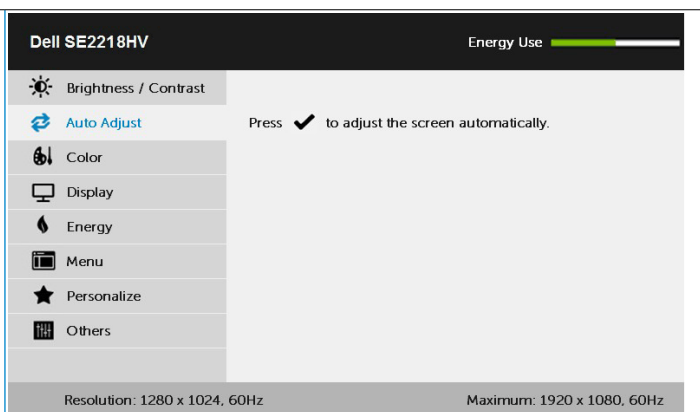 Dell SE2218HV Energy Use
Brightness / Contrast
Auto Adjust Press ✔ to adjust the screen automatically.
Color
Display
Energy
Menu
Personalize
Others
Resolution: 1280 x 1024, 60Hz Maximum: 1920 x 1080, 60Hz